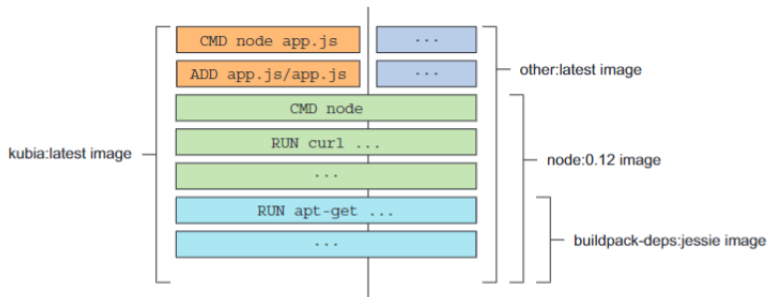 CMD node app.js
...
ADD app.js/app.js
...
other:latest image
CMD node
RUN curl ...
kubia:latest image
node:0.12 image
...
RUN apt-get ...
buildpack-deps:jessie image
...